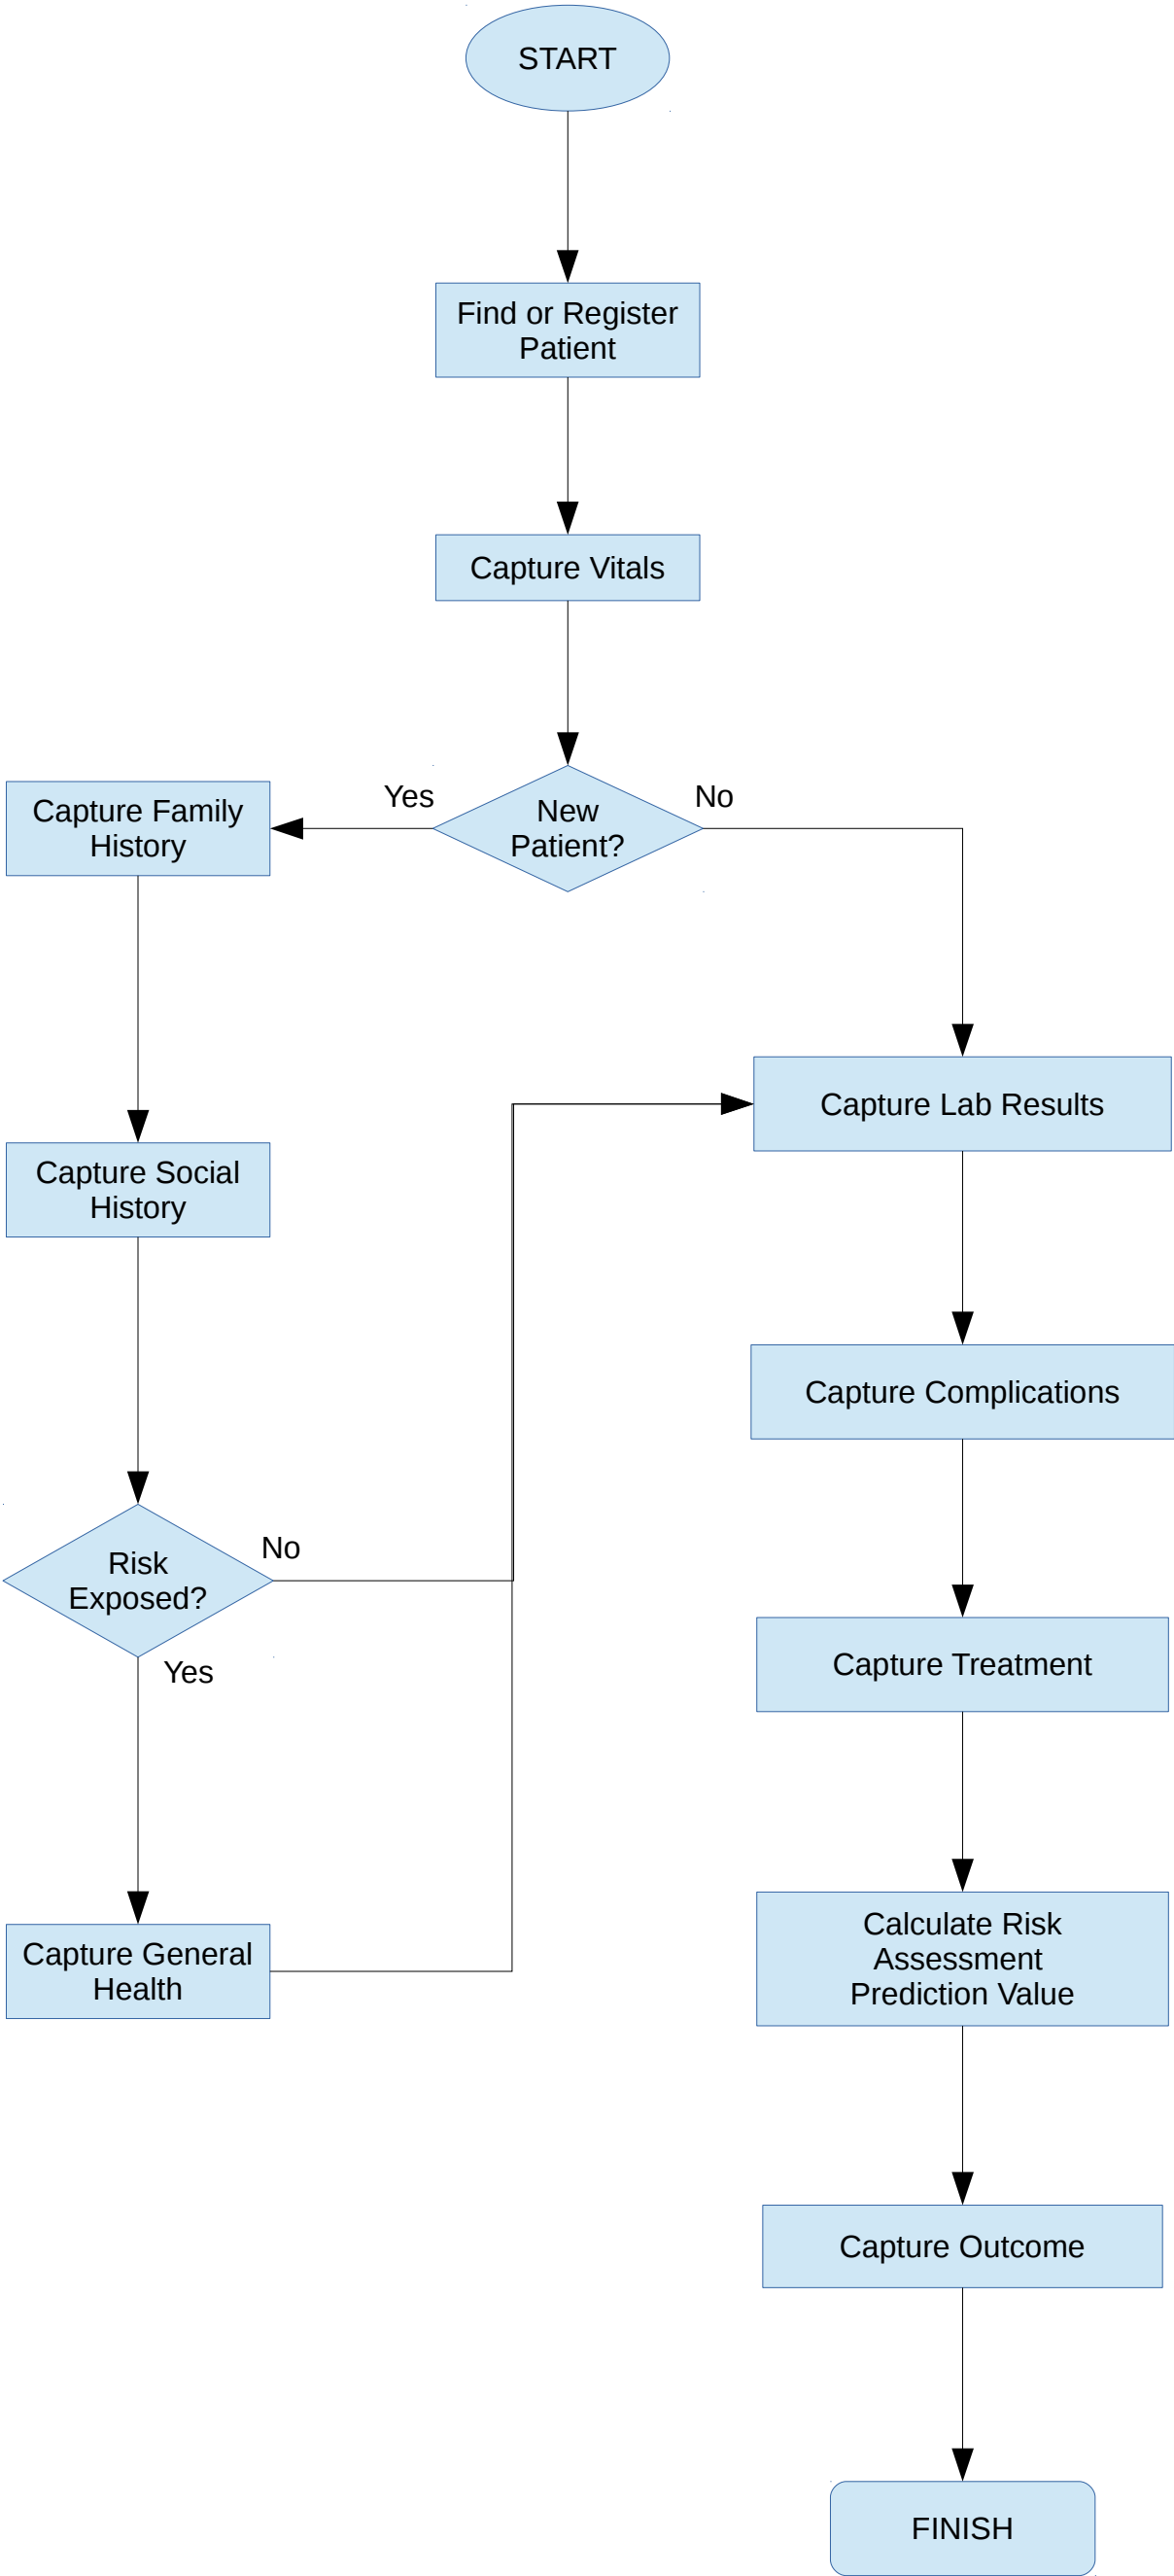 START
Find or Register
Patient
Capture Vitals
New
Patient?
Yes
No
Capture Family
History
Capture Social
History
Risk
Exposed?
No
Yes
Capture General
Health
Capture Lab Results
Capture Complications
Capture Treatment
Calculate Risk
Assessment
Prediction Value
Capture Outcome
FINISH